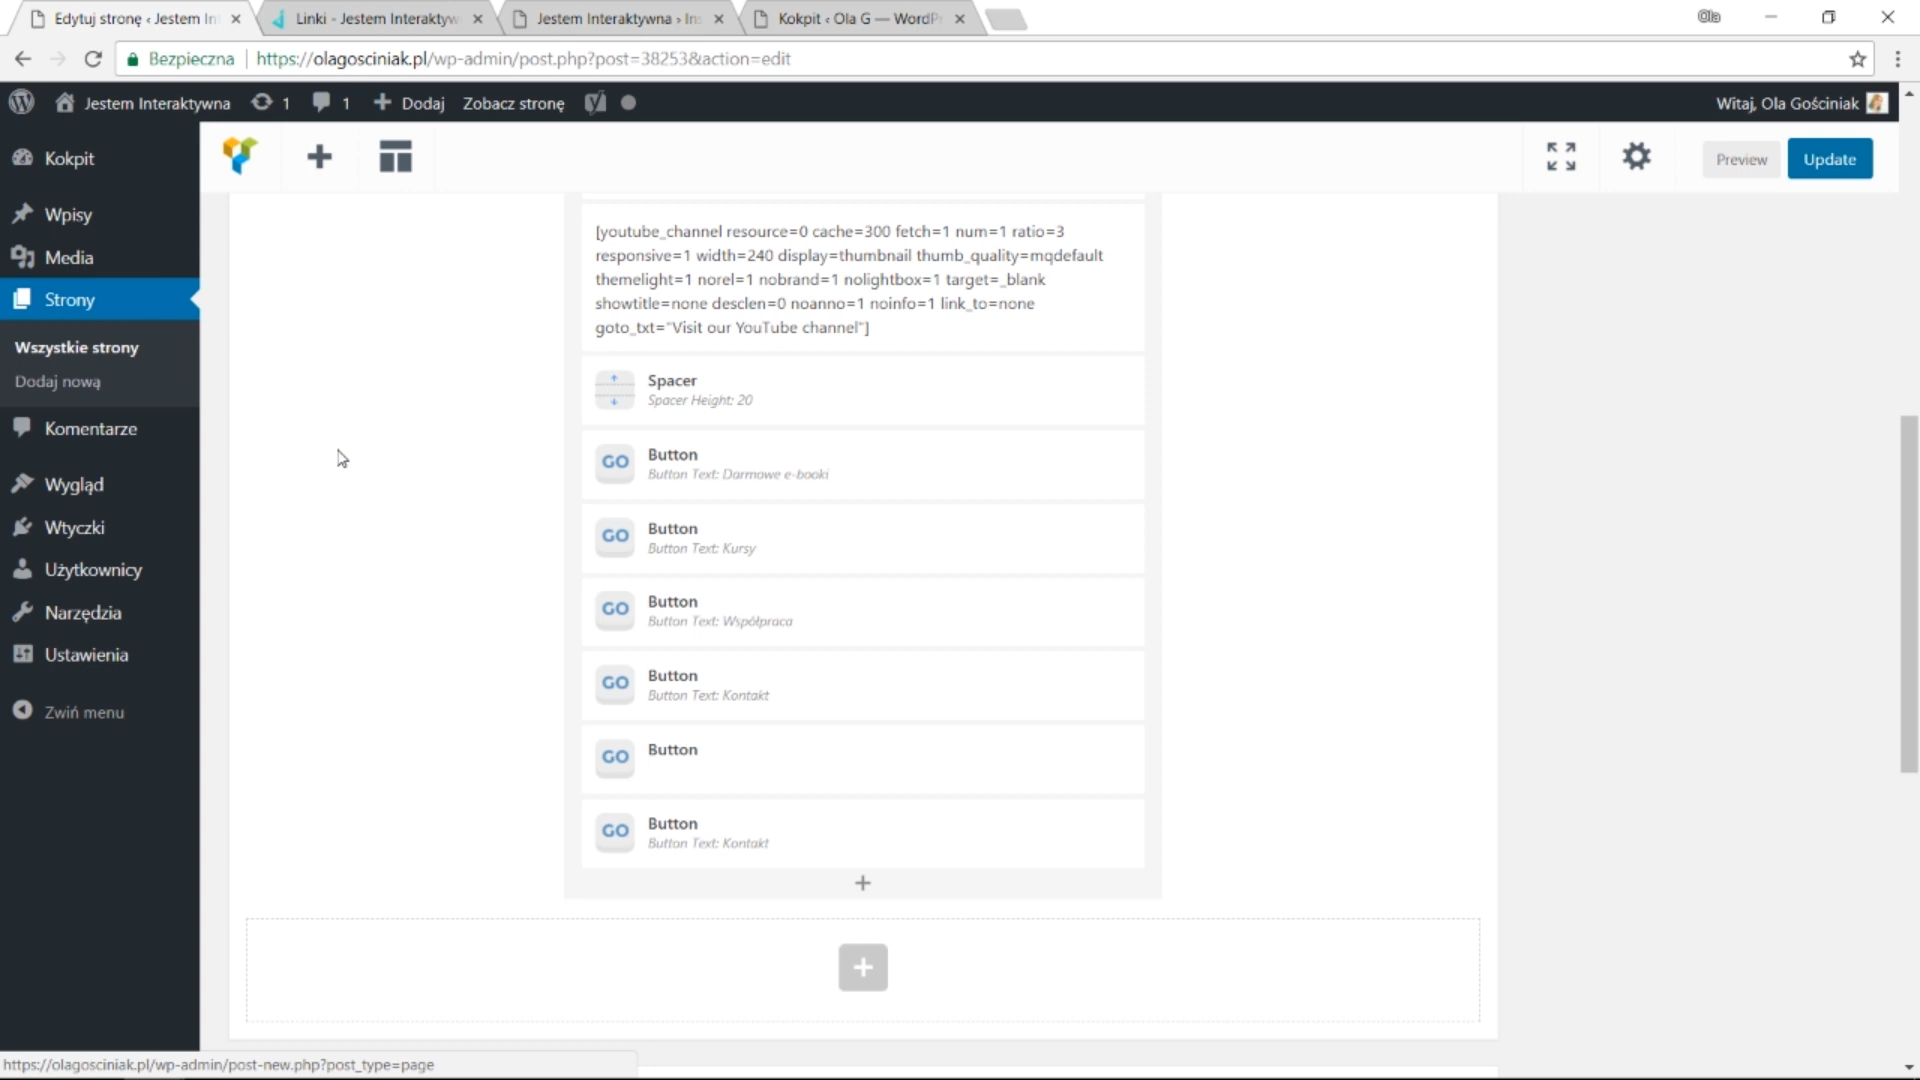 Edytuj stronę ‹ Jestem In
Linki - Jestem Interaktyw
Jestem Interaktywna › Ins
Kokpit ‹ Ola G — WordPr
Ola
Bezpieczna
https://olagosciniak.pl/wp-admin/post.php?post=38253&action=edit
Jestem Interaktywna
1
1
Dodaj
Zobacz stronę
Witaj, Ola Gościniak
Kokpit
Wpisy
Media
Strony
Wszystkie strony
Dodaj nową
Komentarze
Wygląd
Wtyczki
Użytkownicy
Narzędzia
Ustawienia
Zwiń menu
Preview
Update
[youtube_channel resource=0 cache=300 fetch=1 num=1 ratio=3
responsive=1 width=240 display=thumbnail thumb_quality=mqdefault
themelight=1 norel=1 nobrand=1 nolightbox=1 target=_blank
showtitle=none desclen=0 noanno=1 noinfo=1 link_to=none
goto_txt="Visit our YouTube channel"]
Spacer
Spacer Height: 20
GO
Button
Button Text: Darmowe e-booki
GO
Button
Button Text: Kursy
GO
Button
Button Text: Współpraca
GO
Button
Button Text: Kontakt
GO
Button
GO
Button
Button Text: Kontakt
https://olagosciniak.pl/wp-admin/post-new.php?post_type=page